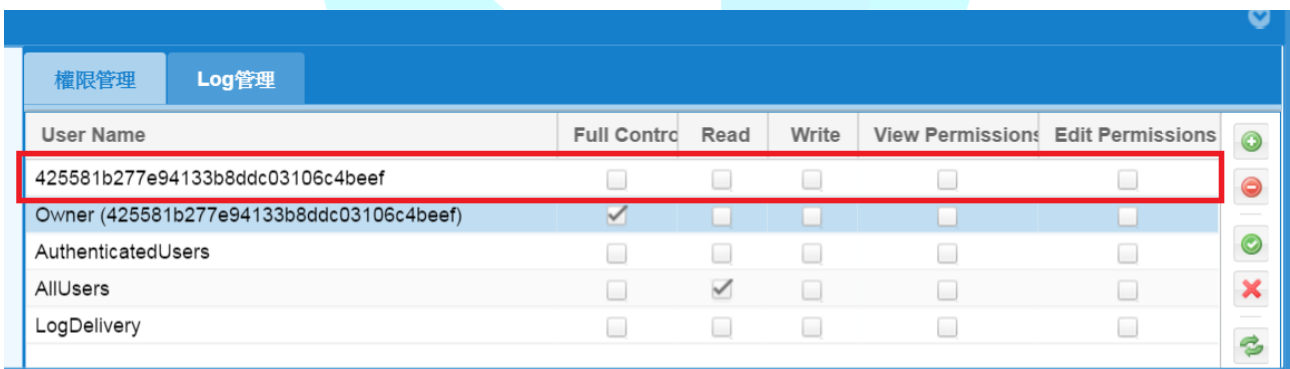 權限管理 Log管理
User Name Full Contro Read Write View Permissions Edit Permissions
425581b277e94133b8ddc03106c4beef
Owner (425581b277e94133b8ddc03106c4beef)
AuthenticatedUsers
AllUsers
LogDelivery